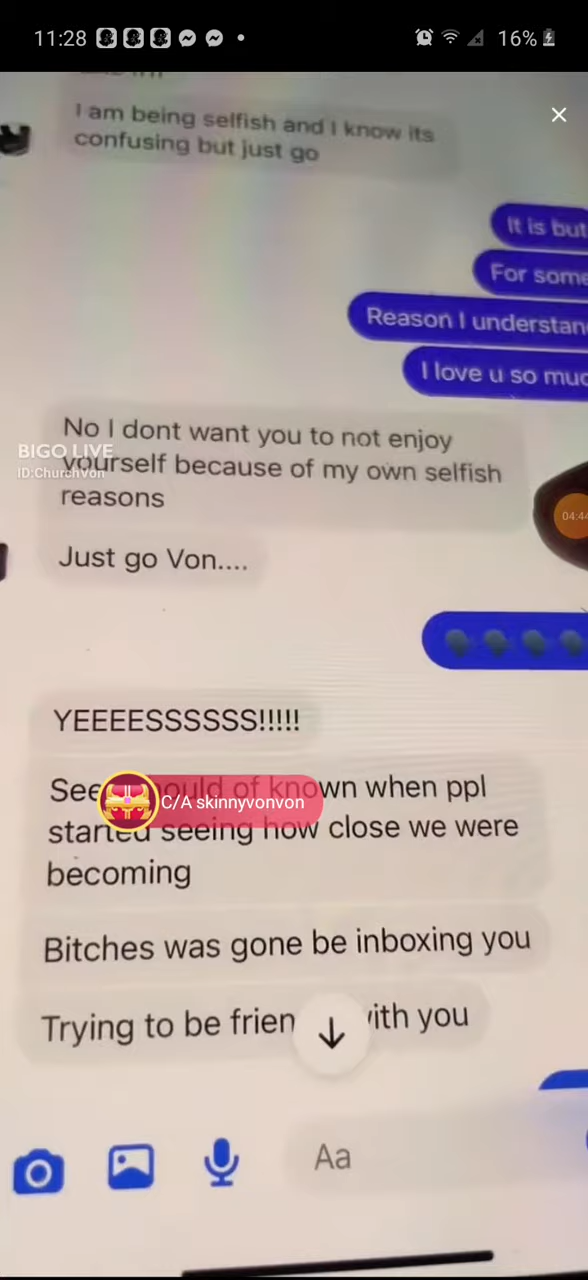 11:28
16%
I am being selfish and I know its
confusing but just go
It is but
For some
Reason I understan
I love u so muc
No I dont want you to not enjoy
BIGO LIVE
yourself because of my own selfish
ID:ChurchVon
reasons
04:44
Just go Von....
YEEEESSSSSS!!!!!
See ould of known when ppl
C/A skinnyvonvon
started seeing how close we were
becoming
Bitches was gone be inboxing you
Trying to be frien ith you
Aa